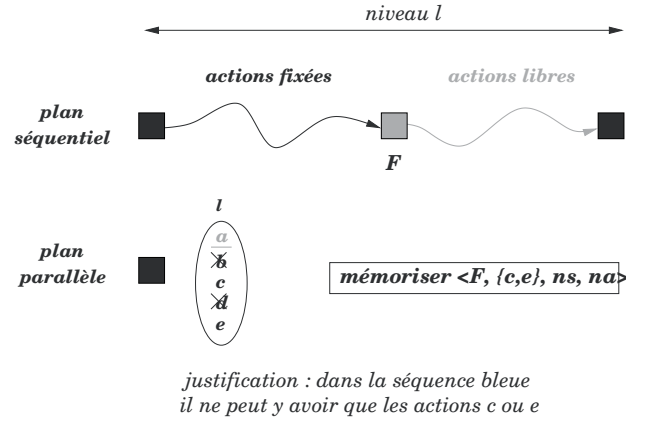 niveau l
actions fixées
actions libres
plan
séquentiel
F
l
plan
parallèle
a
b
c
d
e
mémoriser <F, {c,e}, ns, na>
justification : dans la séquence bleue
il ne peut y avoir que les actions c ou e